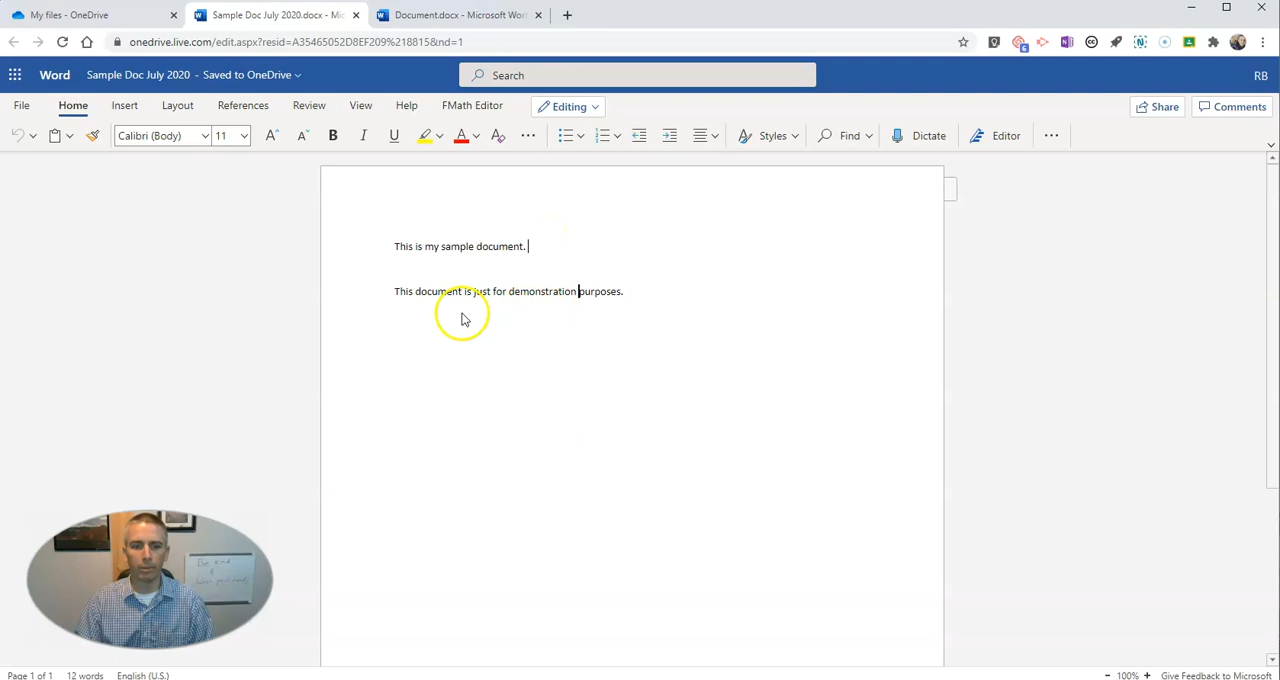 My files - OneDrive
Sample Doc July 2020.docx - Mic
Document.docx - Microsoft Word
onedrive.live.com/edit.aspx?resid=A35465052D8EF209%218815&nd=1
6
Word
Sample Doc July 2020 - Saved to OneDrive
Search
RB
File Home Insert Layout References Review View Help FMath Editor Editing Share Comments
Calibri (Body) 11 B I U A Styles Find Dictate Editor
This is my sample document.
This document is just for demonstration purposes.
Page 1 of 1 12 words English (U.S.) - 100% + Give Feedback to Microsoft